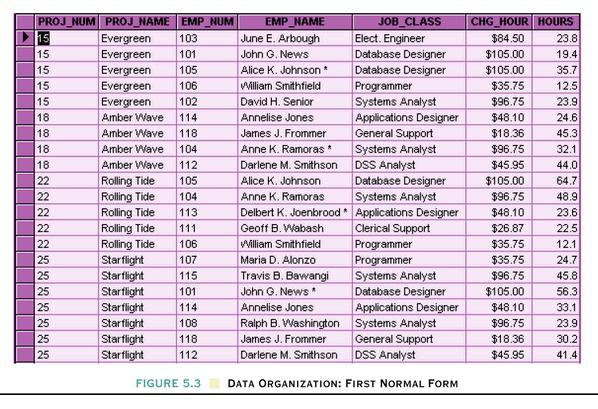 PROJ_NUM PROJ_NAME EMP_NUM EMP_NAME JOB_CLASS CHG_HOUR HOURS
15 Evergreen 103 June E. Arbough Elect. Engineer $84.50 23.8
15 Evergreen 101 John G. News Database Designer $105.00 19.4
15 Evergreen 105 Alice K. Johnson * Database Designer $105.00 35.7
15 Evergreen 106 William Smithfield Programmer $35.75 12.5
15 Evergreen 102 David H. Senior Systems Analyst $96.75 23.9
18 Amber Wave 114 Annelise Jones Applications Designer $48.10 24.6
18 Amber Wave 118 James J. Frommer General Support $18.36 45.3
18 Amber Wave 104 Anne K. Ramoras * Systems Analyst $96.75 32.1
18 Amber Wave 112 Darlene M. Smithson DSS Analyst $45.95 44.0
22 Rolling Tide 105 Alice K. Johnson Database Designer $105.00 64.7
22 Rolling Tide 104 Anne K. Ramoras Systems Analyst $96.75 48.9
22 Rolling Tide 113 Delbert K. Joenbrood * Applications Designer $48.10 23.6
22 Rolling Tide 111 Geoff B. Wabash Clerical Support $26.87 22.5
22 Rolling Tide 106 William Smithfield Programmer $35.75 12.1
25 Starflight 107 Maria D. Alonzo Programmer $35.75 24.7
25 Starflight 115 Travis B. Bawangi Systems Analyst $96.75 45.8
25 Starflight 101 John G. News * Database Designer $105.00 56.3
25 Starflight 114 Annelise Jones Applications Designer $48.10 33.1
25 Starflight 108 Ralph B. Washington Systems Analyst $96.75 23.9
25 Starflight 118 James J. Frommer General Support $18.36 30.2
25 Starflight 112 Darlene M. Smithson DSS Analyst $45.95 41.4
FIGURE 5.3 DATA ORGANIZATION: FIRST NORMAL FORM